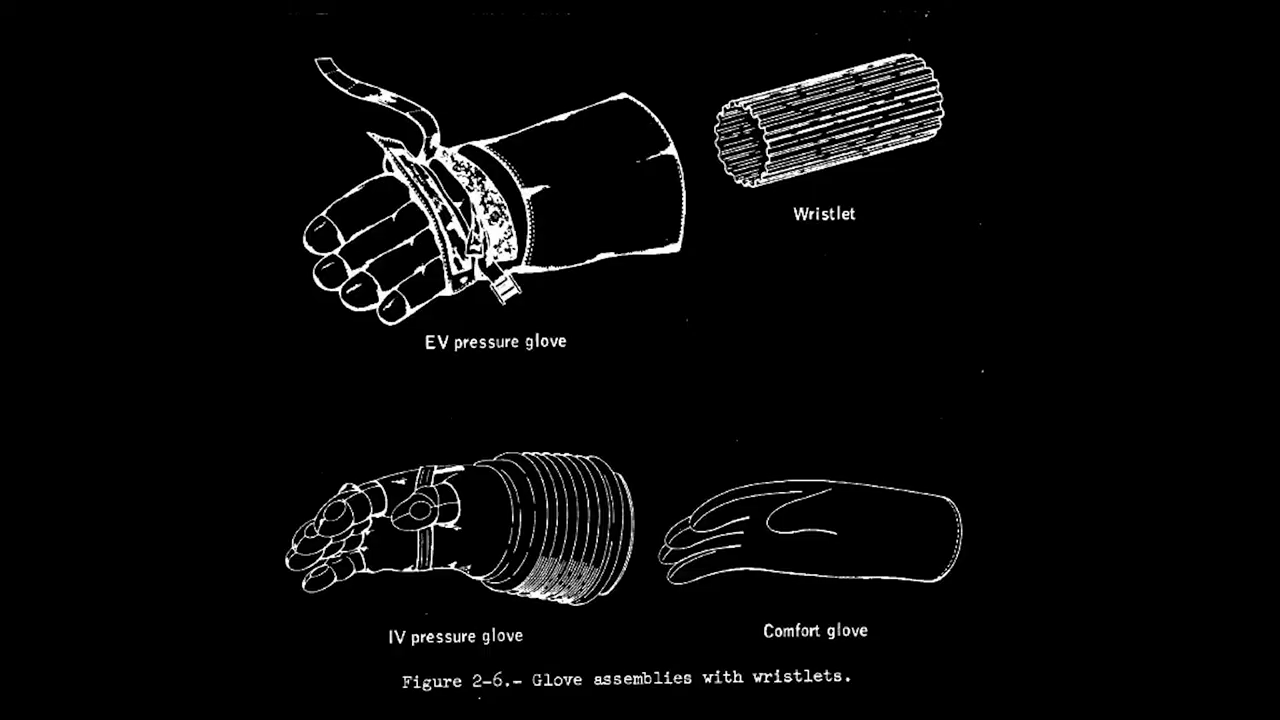 Wristlet
EV pressure glove
IV pressure glove
Comfort glove
Figure 2-6.- Glove assemblies with wristlets.